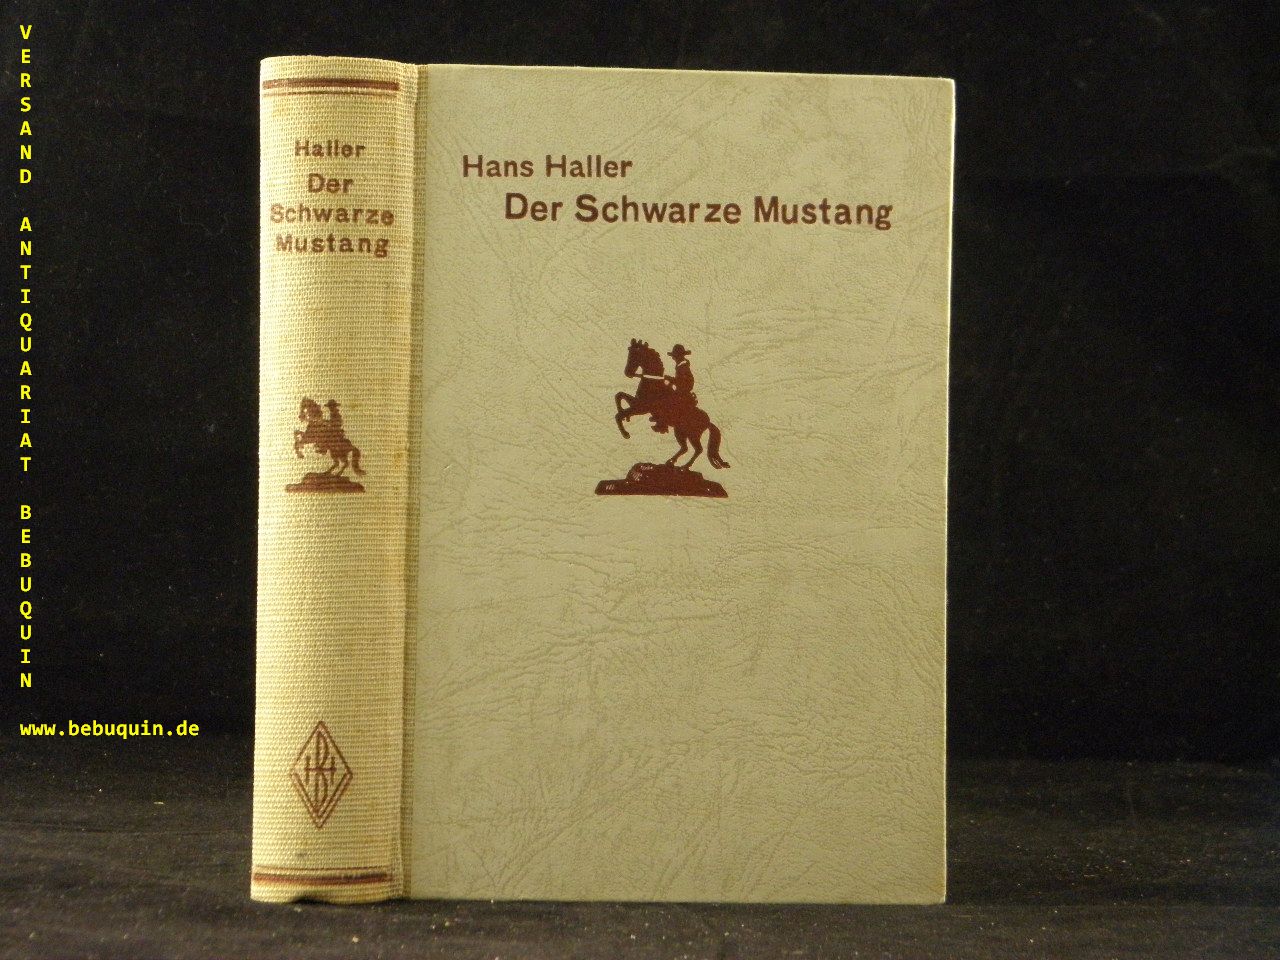 VERSAND ANTIQUARIAT BEBUQUIN
www.bebuquin.de
Haller
Der
Schwarze
Mustang
Hans Haller
Der Schwarze Mustang